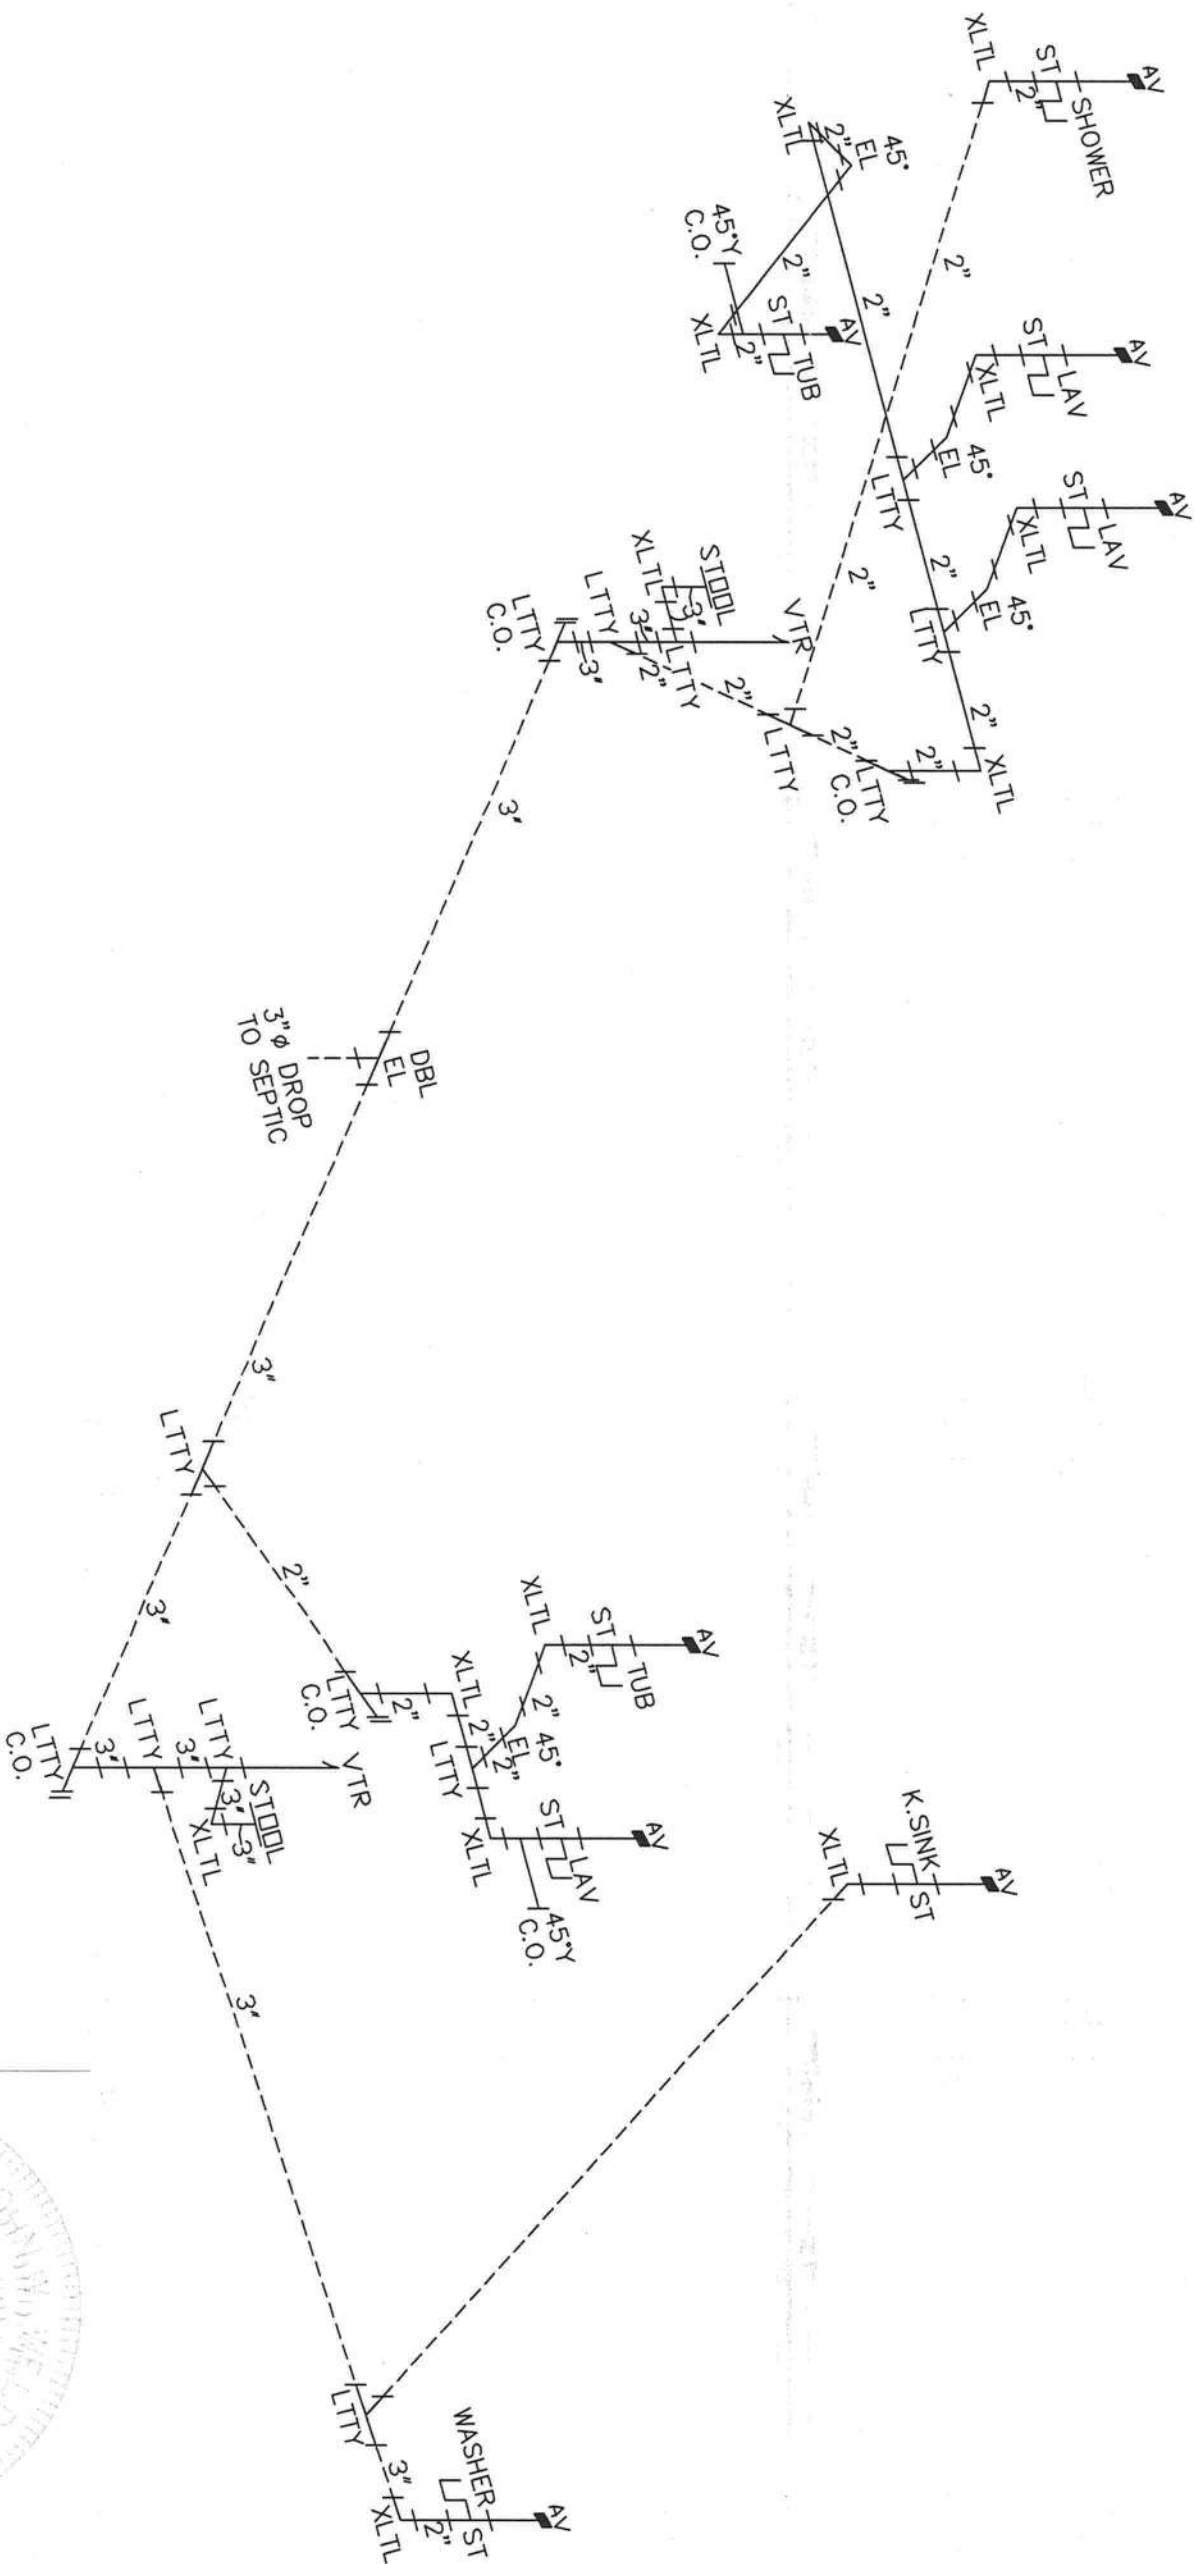 AV
ST
SHOWER
2"
XLTL
2"
2"
XLTL
2"
EL
45°
2"
45°Y
C.O.
XLTL
2"
ST
TUB
AV
2"
AV
ST
LAV
XLTL
EL
45°
LTTY
2"
AV
ST
LAV
XLTL
EL
45°
LTTY
2"
XLTL
2"
LTTY
C.O.
2"
LTTY
2"
VTR
STOOL
XLTL
3"
LTTY
3"
2"
LTTY
3"
LTTY
C.O.
3"
DBL
EL
3"ø DROP
TO SEPTIC
3"
LTTY
2"
3"
LTTY
C.O.
2"
XLTL
2"
LTTY
2"
EL
45°
2"
XLTL
2"
ST
TUB
AV
XLTL
ST
LAV
AV
45°Y
C.O.
LTTY
C.O.
3"
LTTY
3"
LTTY
VTR
STOOL
3"
3"
XLTL
3"
K.SINK
ST
AV
XLTL
LTTY
3"
XLTL
2"
ST
WASHER
AV